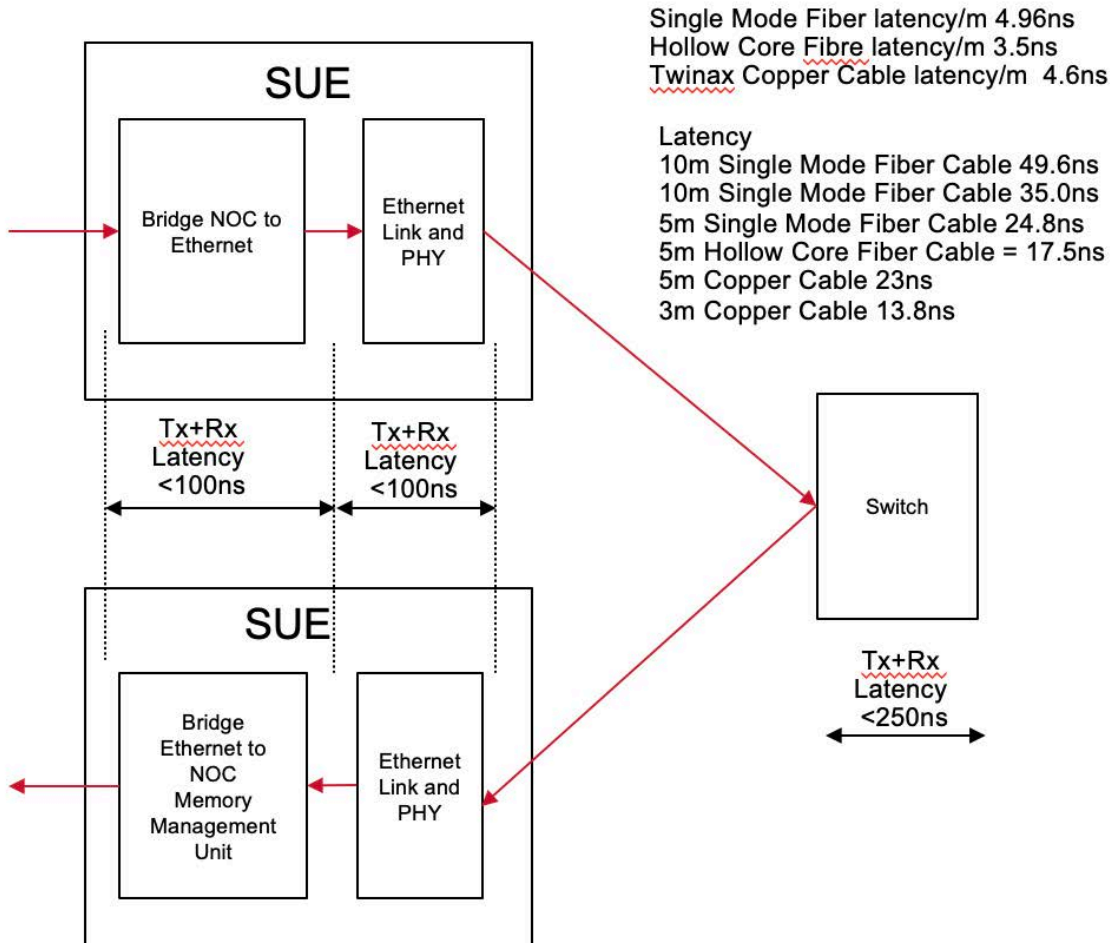 Single Mode Fiber latency/m 4.96ns
Hollow Core Fibre latency/m 3.5ns
Twinax Copper Cable latency/m 4.6ns
SUE
Bridge NOC to
Ethernet
Ethernet
Link and
PHY
Latency
10m Single Mode Fiber Cable 49.6ns
10m Single Mode Fiber Cable 35.0ns
5m Single Mode Fiber Cable 24.8ns
5m Hollow Core Fiber Cable = 17.5ns
5m Copper Cable 23ns
3m Copper Cable 13.8ns
Tx+Rx
Latency
<100ns
Tx+Rx
Latency
<100ns
Switch
Tx+Rx
Latency
<250ns
SUE
Bridge
Ethernet to
NOC
Memory
Management
Unit
Ethernet
Link and
PHY